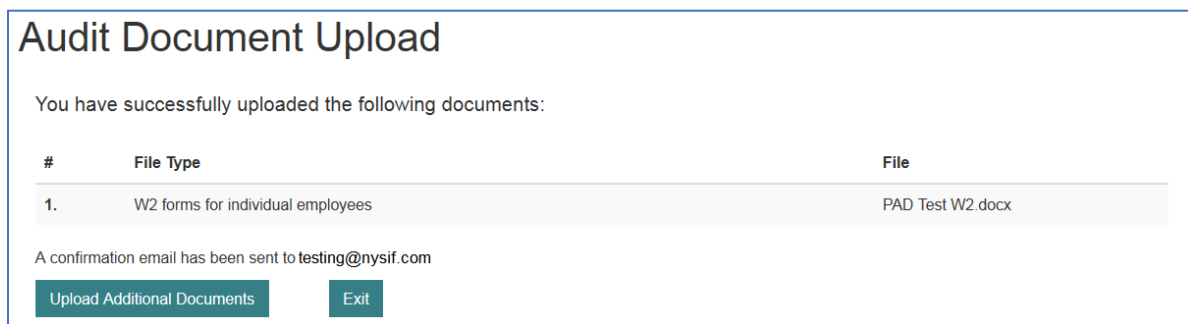 Audit Document Upload
You have successfully uploaded the following documents:
# File Type File
1. W2 forms for individual employees PAD Test W2.docx
A confirmation email has been sent to testing@nysif.com
Upload Additional Documents Exit